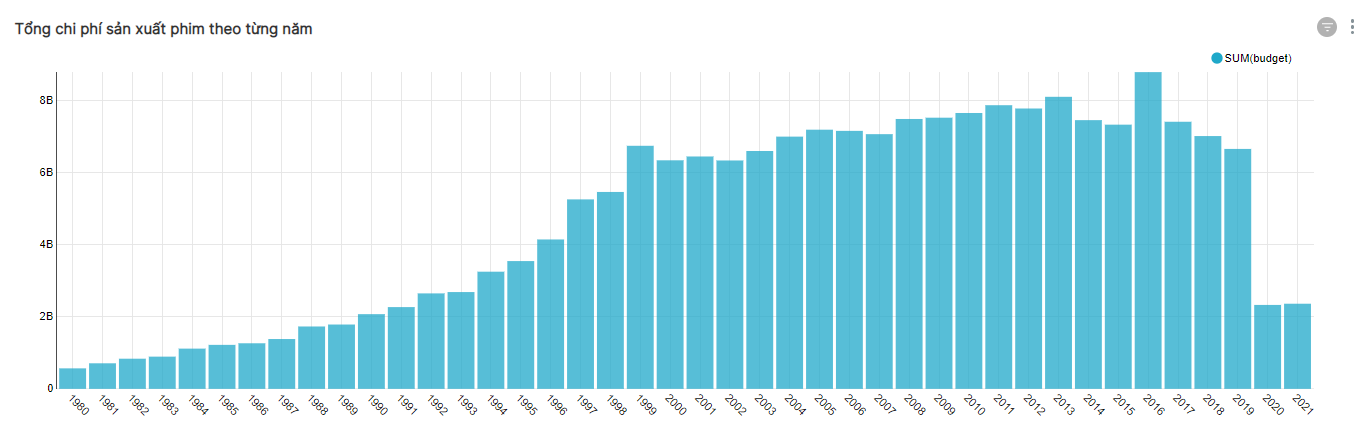 Tổng chi phí sản xuất phim theo từng năm
SUM(budget)
8B
6B
4B
2B
0
1980 1981 1982 1983 1984 1985 1986 1987 1988 1989 1990 1991 1992 1993 1994 1995 1996 1997 1998 1999 2000 2001 2002 2003 2004 2005 2006 2007 2008 2009 2010 2011 2012 2013 2014 2015 2016 2017 2018 2019 2020 2021